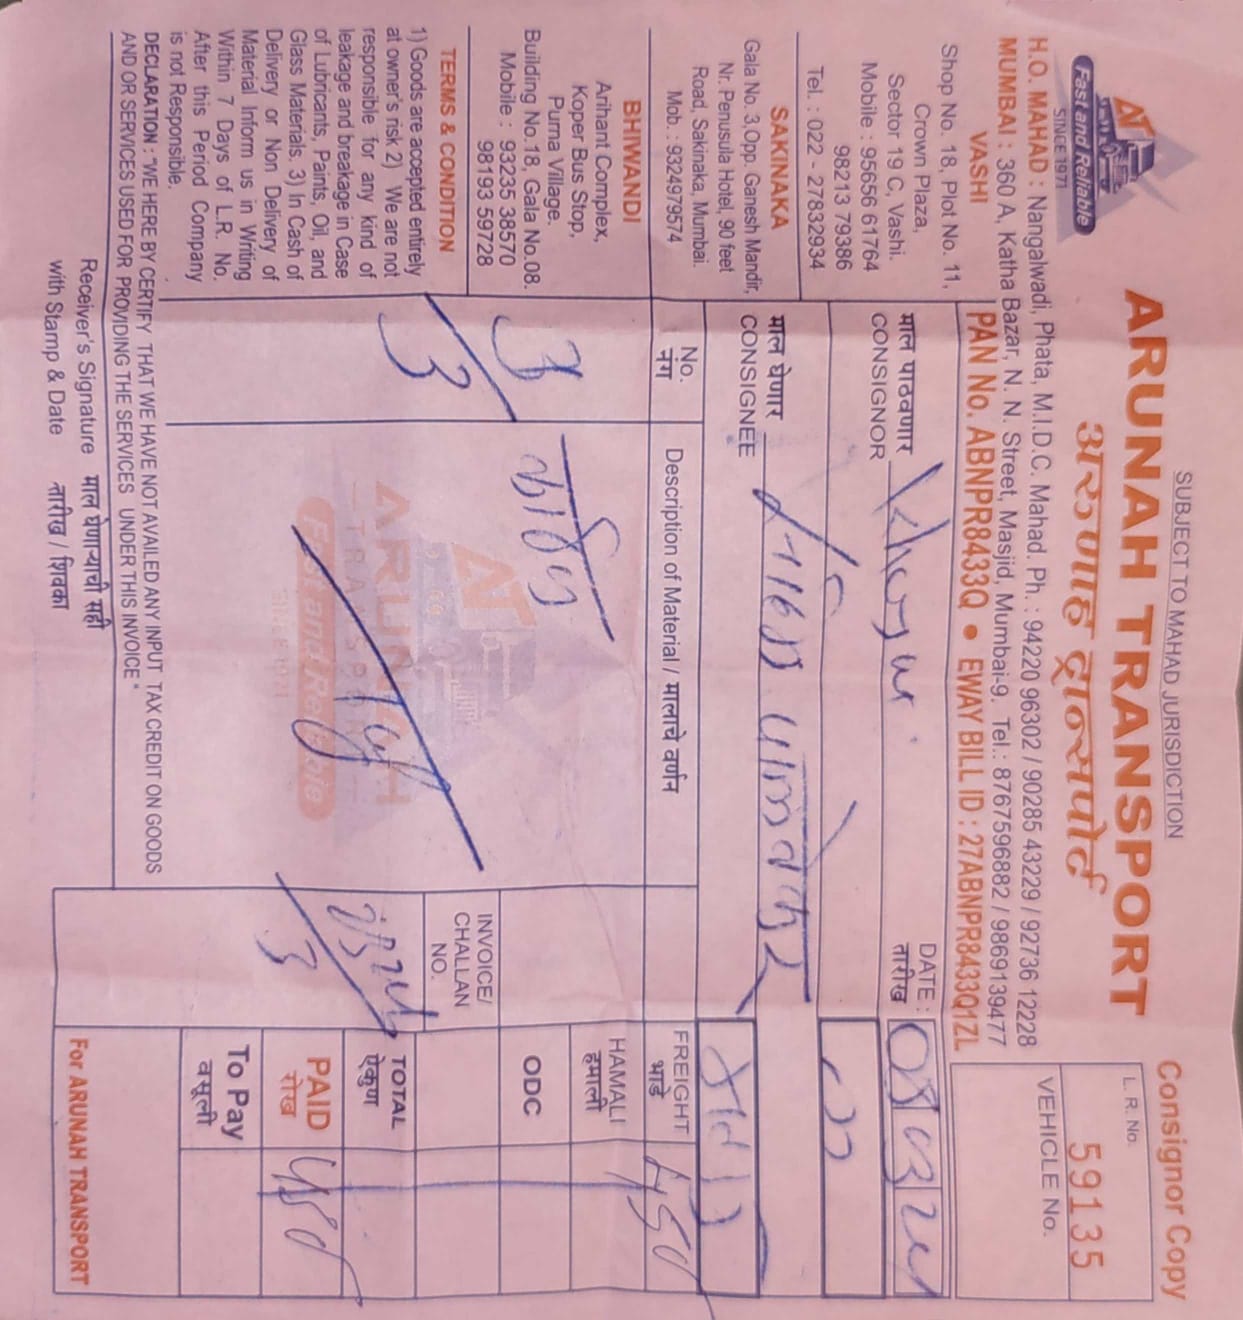 SUBJECT TO MAHAD JURISDICTION
Consignor Copy
AT
Fast and Reliable
SINCE 1971
ARUNAH TRANSPORT
अरुणाह ट्रान्सपोर्ट
L. R. No.
59135
VEHICLE No.
H.O. MAHAD : Nangalwadi, Phata, M.I.D.C. Mahad. Ph. : 94220 96302 / 90285 43229 / 92736 12228
MUMBAI : 360 A, Katha Bazar, N. N. Street, Masjid, Mumbai-9. Tel.: 8767596882 / 9869139477
PAN No. ABNPR8433Q • EWAY BILL ID : 27ABNPR8433Q1ZL
VASHI
Shop No. 18, Plot No. 11,
Crown Plaza,
Sector 19 C, Vashi.
Mobile : 95656 61764
98213 79386
Tel. : 022 - 27832934
SAKINAKA
Gala No. 3,Opp. Ganesh Mandir,
Nr. Penusula Hotel, 90 feet
Road, Sakinaka, Mumbai.
Mob. : 9324979574
BHIWANDI
Arihant Complex,
Koper Bus Stop,
Purna Village.
Building No.18, Gala No.08.
Mobile : 93235 38570
98193 59728
TERMS & CONDITION
1) Goods are accepted entirely
at owner's risk 2) We are not
responsible for any kind of
leakage and breakage in Case
of Lubricants, Paints, Oil, and
Glass Materials. 3) In Cash of
Delivery or Non Delivery of
Material Inform us in Writing
Within 7 Days of L.R. No.
After this Period Company
is not Responsible.
माल पाठवणार
CONSIGNOR
DATE :
तारीख
माल घेणार
CONSIGNEE
No.
नंग
Description of Material / मालाचे वर्णन
3
3
INVOICE/
CHALLAN
NO.
3
FREIGHT
भाडे
450
HAMALI
हमाली
ODC
TOTAL
ऐकुण
PAID
रोख
450
To Pay
वसूली
AT
ARUNAH
TRANSPORT
Fast and Reliable
SINCE 1971
DECLARATION : "WE HERE BY CERTIFY THAT WE HAVE NOT AVAILED ANY INPUT TAX CREDIT ON GOODS
AND OR SERVICES USED FOR PROVIDING THE SERVICES UNDER THIS INVOICE."
Receiver's Signature माल घेणाऱ्याची सही
with Stamp & Date तारीख / शिक्का
For ARUNAH TRANSPORT